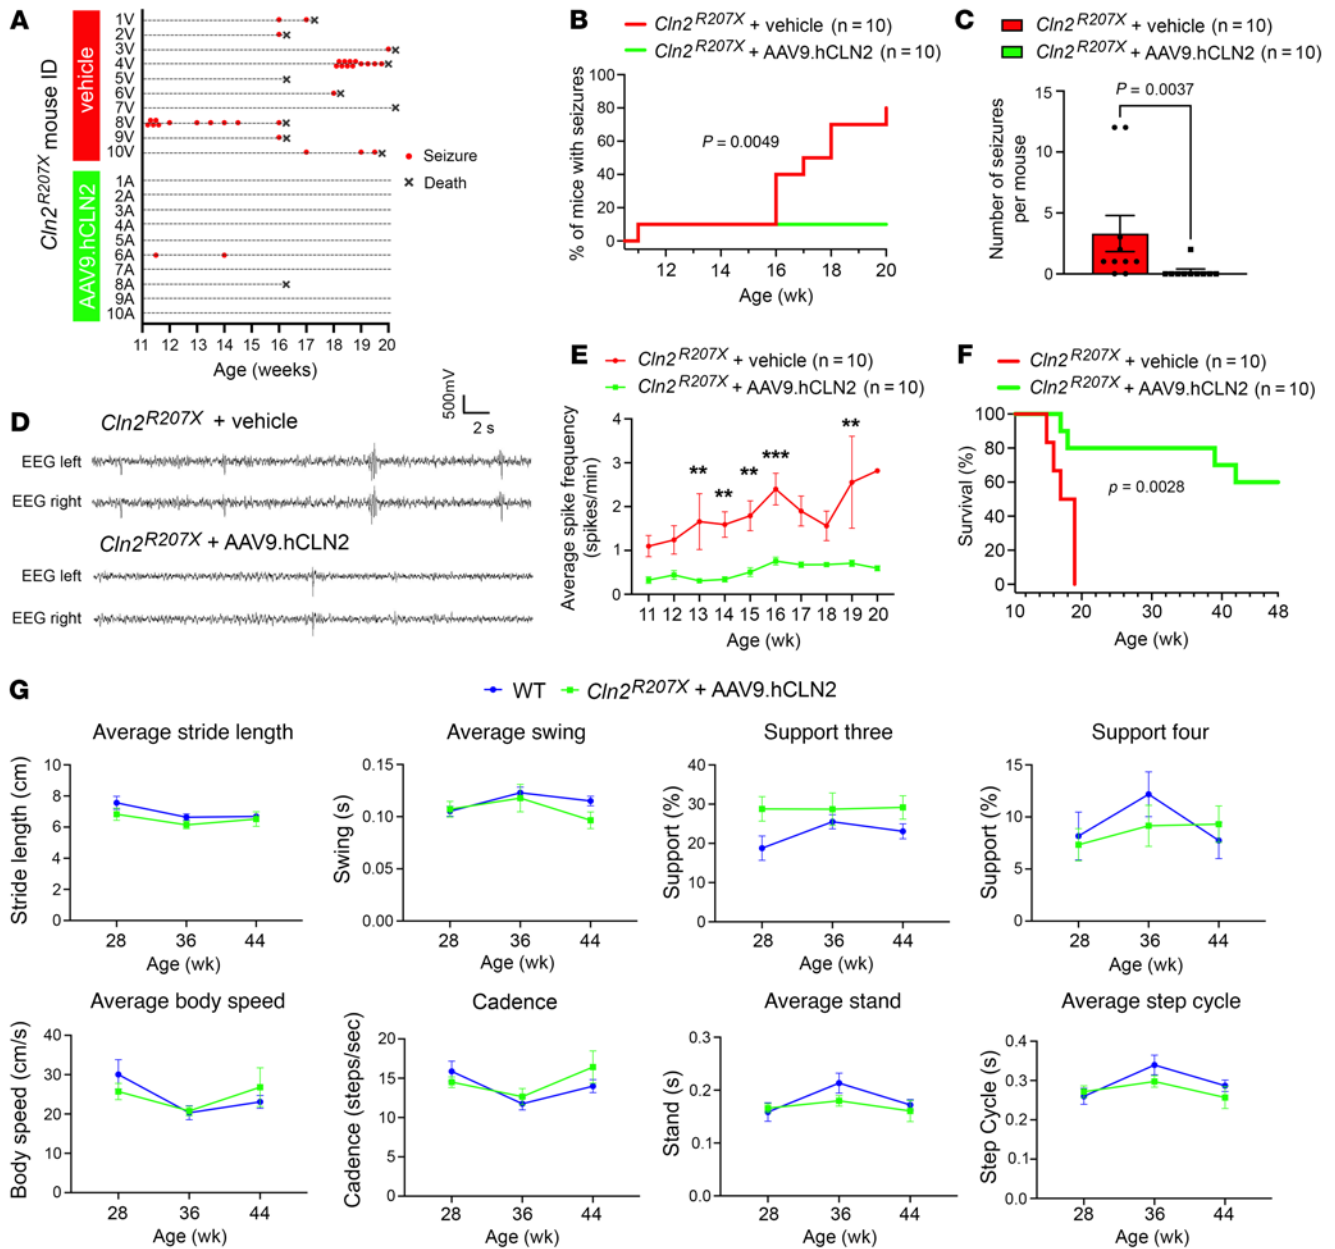 A
Cln2R207X mouse ID
vehicle
AAV9.hCLN2
1V
2V
3V
4V
5V
6V
7V
8V
9V
10V
1A
2A
3A
4A
5A
6A
7A
8A
9A
10A
Seizure
Death
11 12 13 14 15 16 17 18 19 20
Age (weeks)
B
Cln2R207X + vehicle (n = 10)
Cln2R207X + AAV9.hCLN2 (n = 10)
% of mice with seizures
100
80
60
40
20
0
P = 0.0049
12 14 16 18 20
Age (wk)
C
Cln2R207X + vehicle (n = 10)
Cln2R207X + AAV9.hCLN2 (n = 10)
P = 0.0037
Number of seizures
per mouse
15
10
5
0
D
500mV
2 s
Cln2R207X + vehicle
EEG left
EEG right
Cln2R207X + AAV9.hCLN2
EEG left
EEG right
E
Cln2R207X + vehicle (n = 10)
Cln2R207X + AAV9.hCLN2 (n = 10)
Average spike frequency
(spikes/min)
4
3
2
1
0
** ** ** *** **
11 12 13 14 15 16 17 18 19 20
Age (wk)
F
Cln2R207X + vehicle (n = 10)
Cln2R207X + AAV9.hCLN2 (n = 10)
Survival (%)
100
80
60
40
20
0
p = 0.0028
10 20 30 40 48
Age (wk)
G
WT Cln2R207X + AAV9.hCLN2
Average stride length
Stride length (cm)
10
8
6
4
2
0
28 36 44
Age (wk)
Average swing
Swing (s)
0.15
0.10
0.05
0.00
28 36 44
Age (wk)
Support three
Support (%)
40
30
20
10
0
28 36 44
Age (wk)
Support four
Support (%)
15
10
5
0
28 36 44
Age (wk)
Average body speed
Body speed (cm/s)
40
30
20
10
0
28 36 44
Age (wk)
Cadence
Cadence (steps/sec)
20
15
10
5
0
28 36 44
Age (wk)
Average stand
Stand (s)
0.3
0.2
0.1
0.0
28 36 44
Age (wk)
Average step cycle
Step Cycle (s)
0.4
0.3
0.2
0.1
0.0
28 36 44
Age (wk)